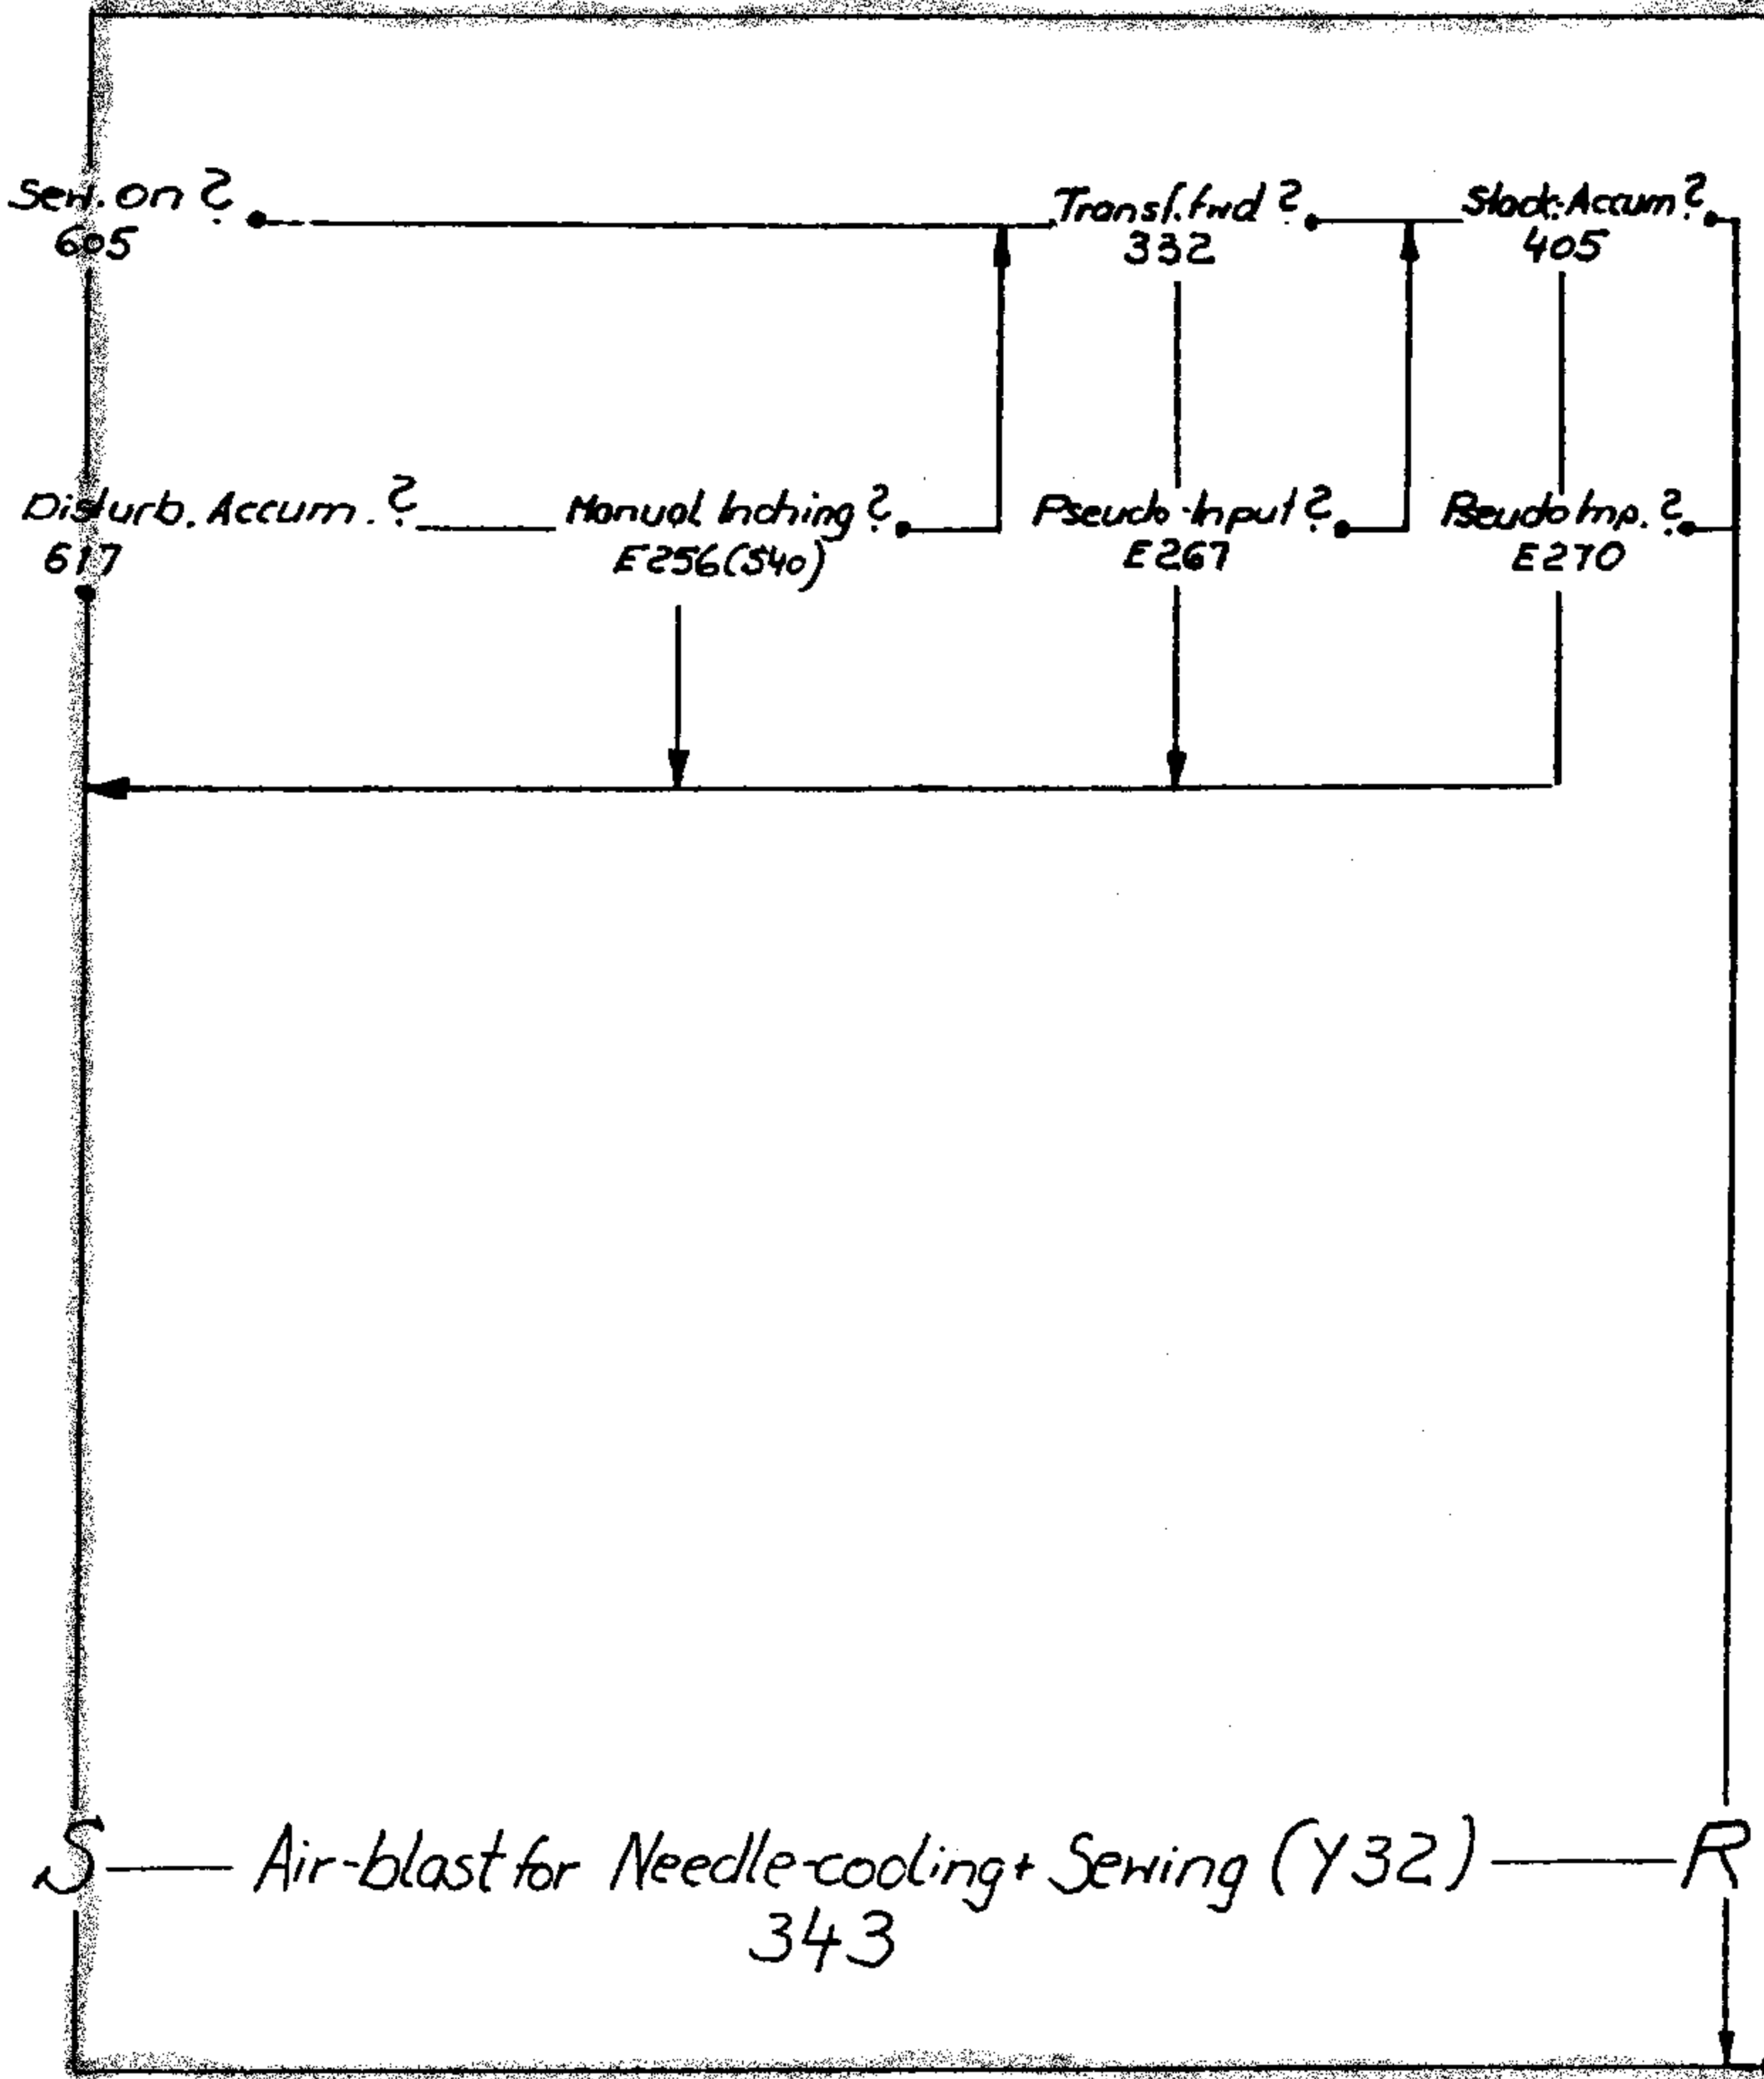 Sew. on ?
605
Transf. fwd ?
332
Stack. Accum ?
405
Disturb. Accum. ?
617
Manual Inching ?
E256(S40)
Pseudo-Input ?
E267
Pseudo Inp. ?
E270
S — Air-blast for Needle-cooling + Sewing (Y32) — R
343